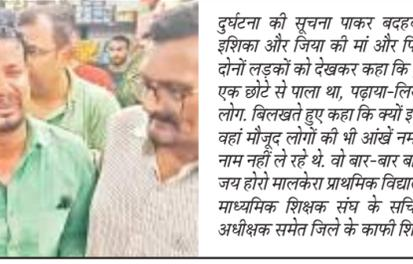 दुर्घटना की सूचना पाकर बदहव
इशिका और जिया की मां और पि
दोनों लड़कों को देखकर कहा कि
एक छोटे से पाला था, पढ़ाया-लि
लोग. बिलखते हुए कहा कि क्यों इ
वहां मौजूद लोगों की भी आंखें नम
नाम नहीं ले रहे थे. वो बार-बार बा
जय होरो मालकेरा प्राथमिक विद्या
माध्यमिक शिक्षक संघ के सचि
अधीक्षक समेत जिले के काफी शि